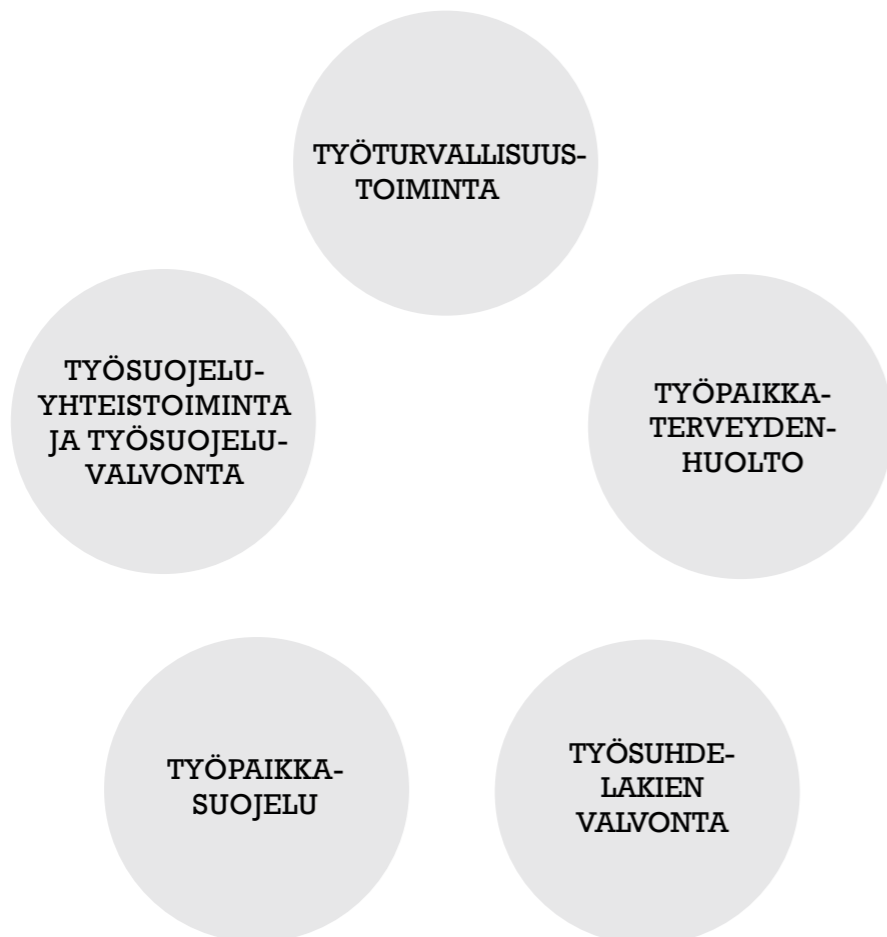 TYÖTURVALLISUUS-
TOIMINTA
TYÖSUOJELU-
YHTEISTOIMINTA
JA TYÖSUOJELU-
VALVONTA
TYÖPAIKKA-
TERVEYDEN-
HUOLTO
TYÖPAIKKA-
SUOJELU
TYÖSUHDE-
LAKIEN
VALVONTA